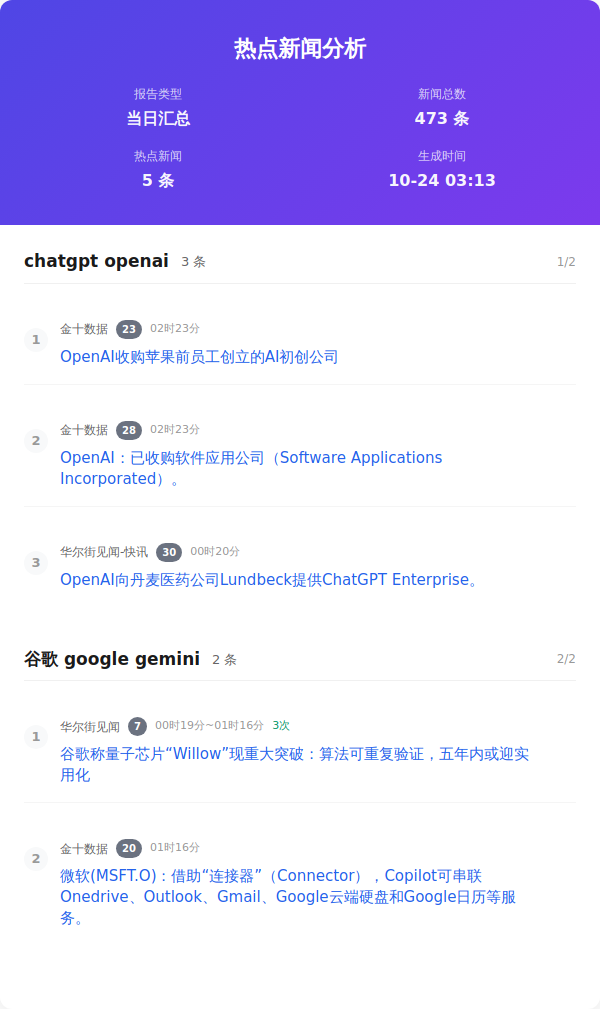 热点新闻分析
报告类型
当日汇总
新闻总数
473 条
热点新闻
5 条
生成时间
10-24 03:13
chatgpt openai 3 条 1/2
1 金十数据 23 02时23分
OpenAI收购苹果前员工创立的AI初创公司
2 金十数据 28 02时23分
OpenAI：已收购软件应用公司（Software Applications
Incorporated）。
3 华尔街见闻-快讯 30 00时20分
OpenAI向丹麦医药公司Lundbeck提供ChatGPT Enterprise。
谷歌 google gemini 2 条 2/2
1 华尔街见闻 7 00时19分~01时16分 3次
谷歌称量子芯片“Willow”现重大突破：算法可重复验证，五年内或迎实
用化
2 金十数据 20 01时16分
微软(MSFT.O)：借助“连接器”（Connector），Copilot可串联
Onedrive、Outlook、Gmail、Google云端硬盘和Google日历等服
务。